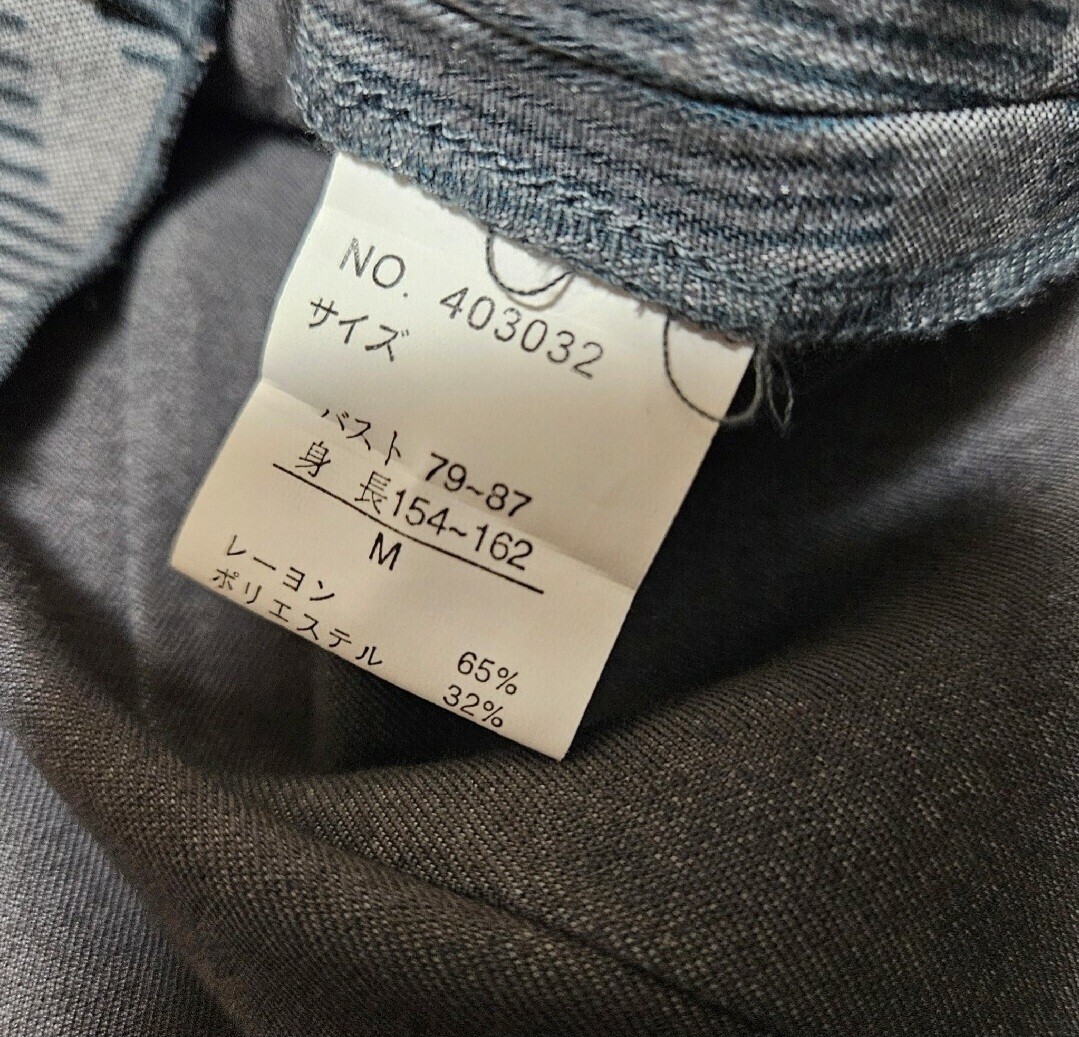 NO. 403032
サイズ
バスト 79~87
身 長154~162
M
レーヨン 65%
ポリエステル 32%